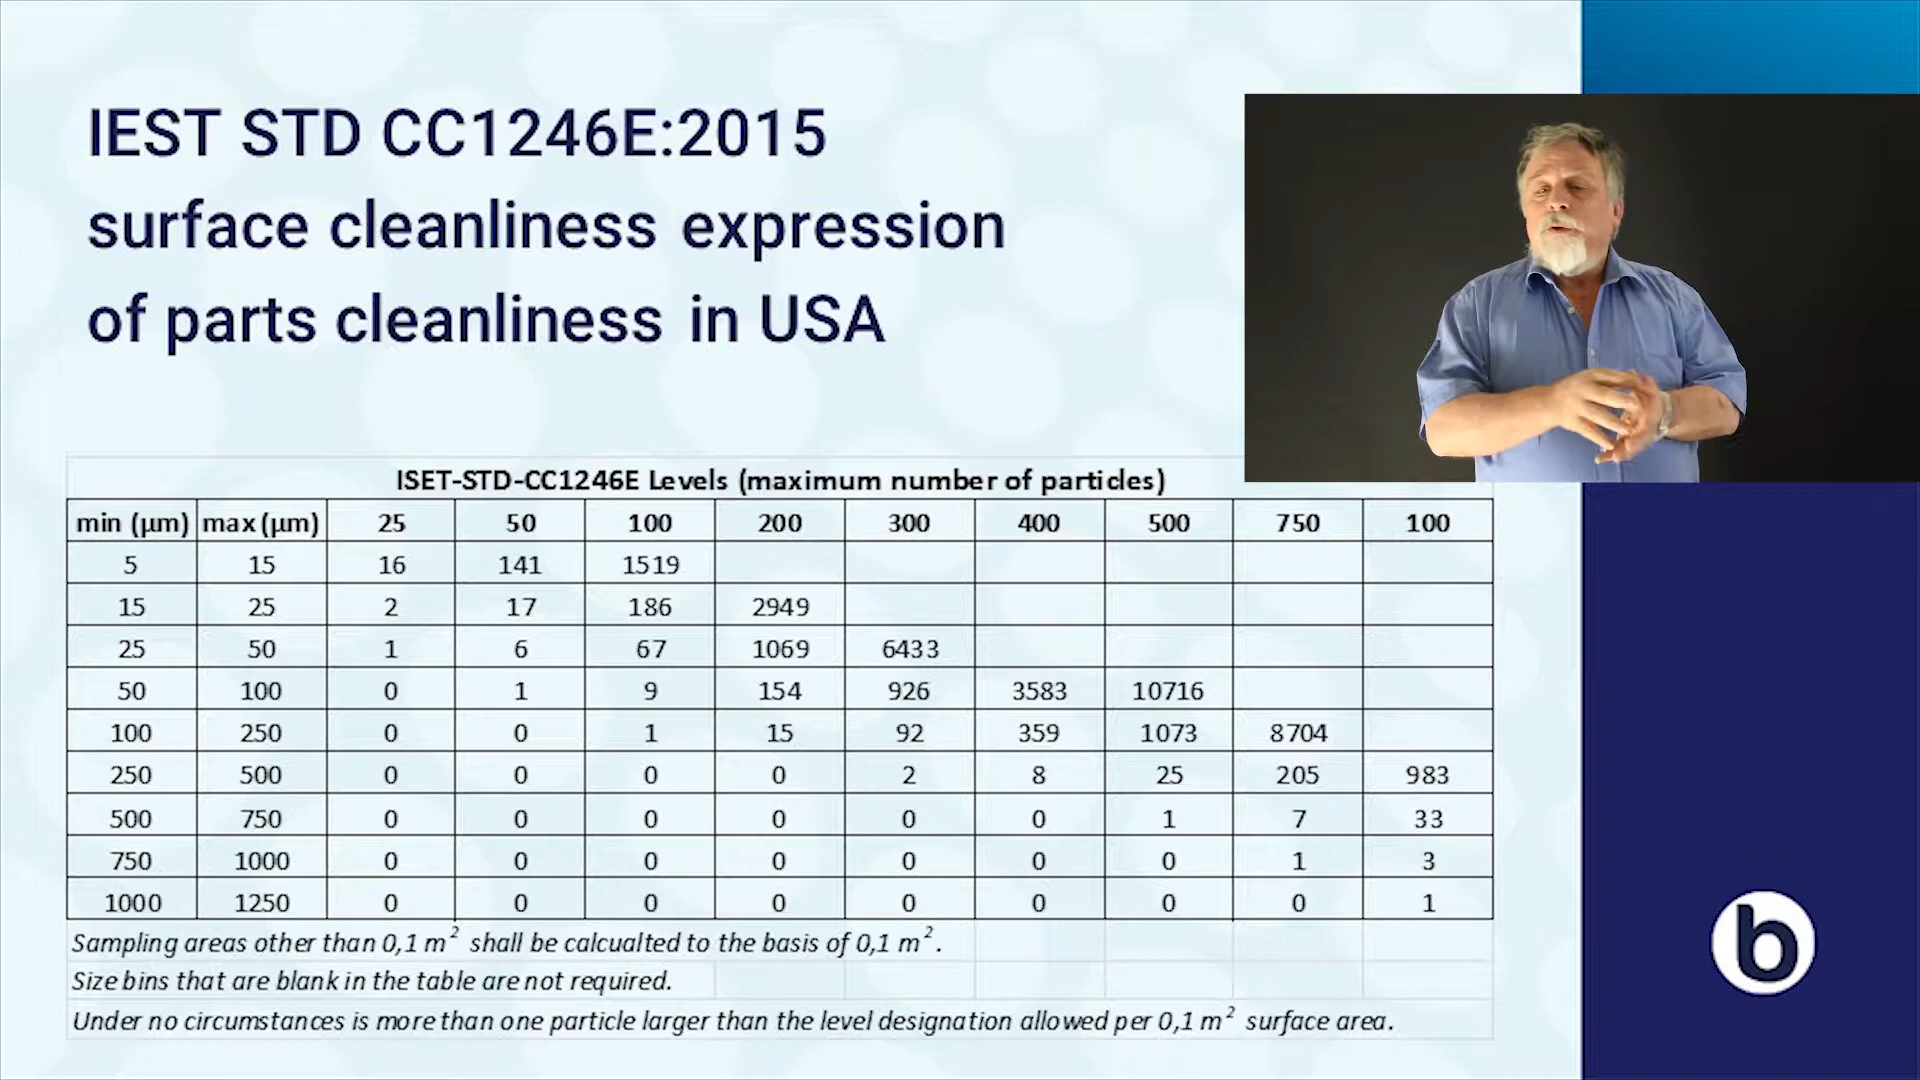 IEST STD CC1246E:2015
surface cleanliness expression
of parts cleanliness in USA
ISET-STD-CC1246E Levels (maximum number of particles)
min (µm) max (µm) 25 50 100 200 300 400 500 750 100
5 15 16 141 1519
15 25 2 17 186 2949
25 50 1 6 67 1069 6433
50 100 0 1 9 154 926 3583 10716
100 250 0 0 1 15 92 359 1073 8704
250 500 0 0 0 0 2 8 25 205 983
500 750 0 0 0 0 0 0 1 7 33
750 1000 0 0 0 0 0 0 0 1 3
1000 1250 0 0 0 0 0 0 0 0 1
Sampling areas other than 0,1 m² shall be calcualted to the basis of 0,1 m².
Size bins that are blank in the table are not required.
Under no circumstances is more than one particle larger than the level designation allowed per 0,1 m² surface area.
b